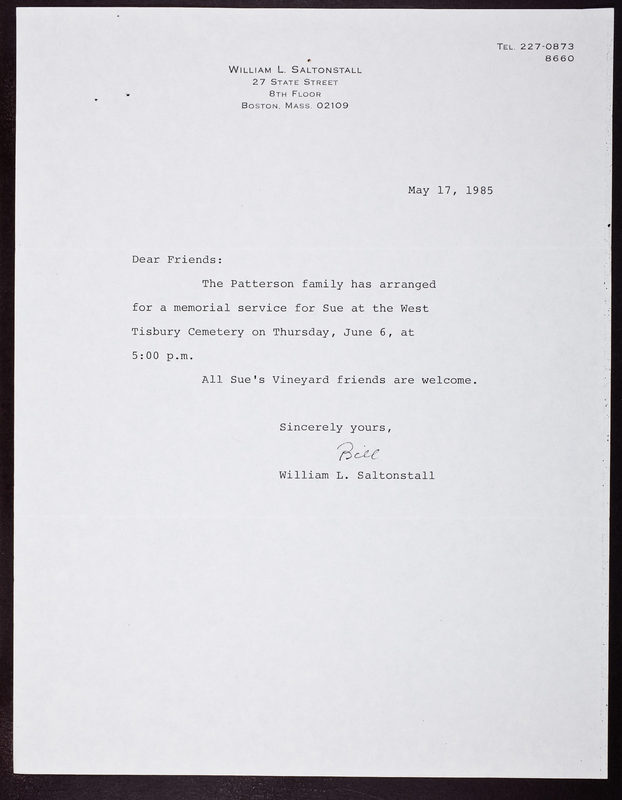 TEL. 227-0873
8660
WILLIAM L. SALTONSTALL
27 STATE STREET
8TH FLOOR
BOSTON, MASS. 02109
May 17, 1985
Dear Friends:
The Patterson family has arranged
for a memorial service for Sue at the West
Tisbury Cemetery on Thursday, June 6, at
5:00 p.m.
All Sue's Vineyard friends are welcome.
Sincerely yours,
Bill
William L. Saltonstall